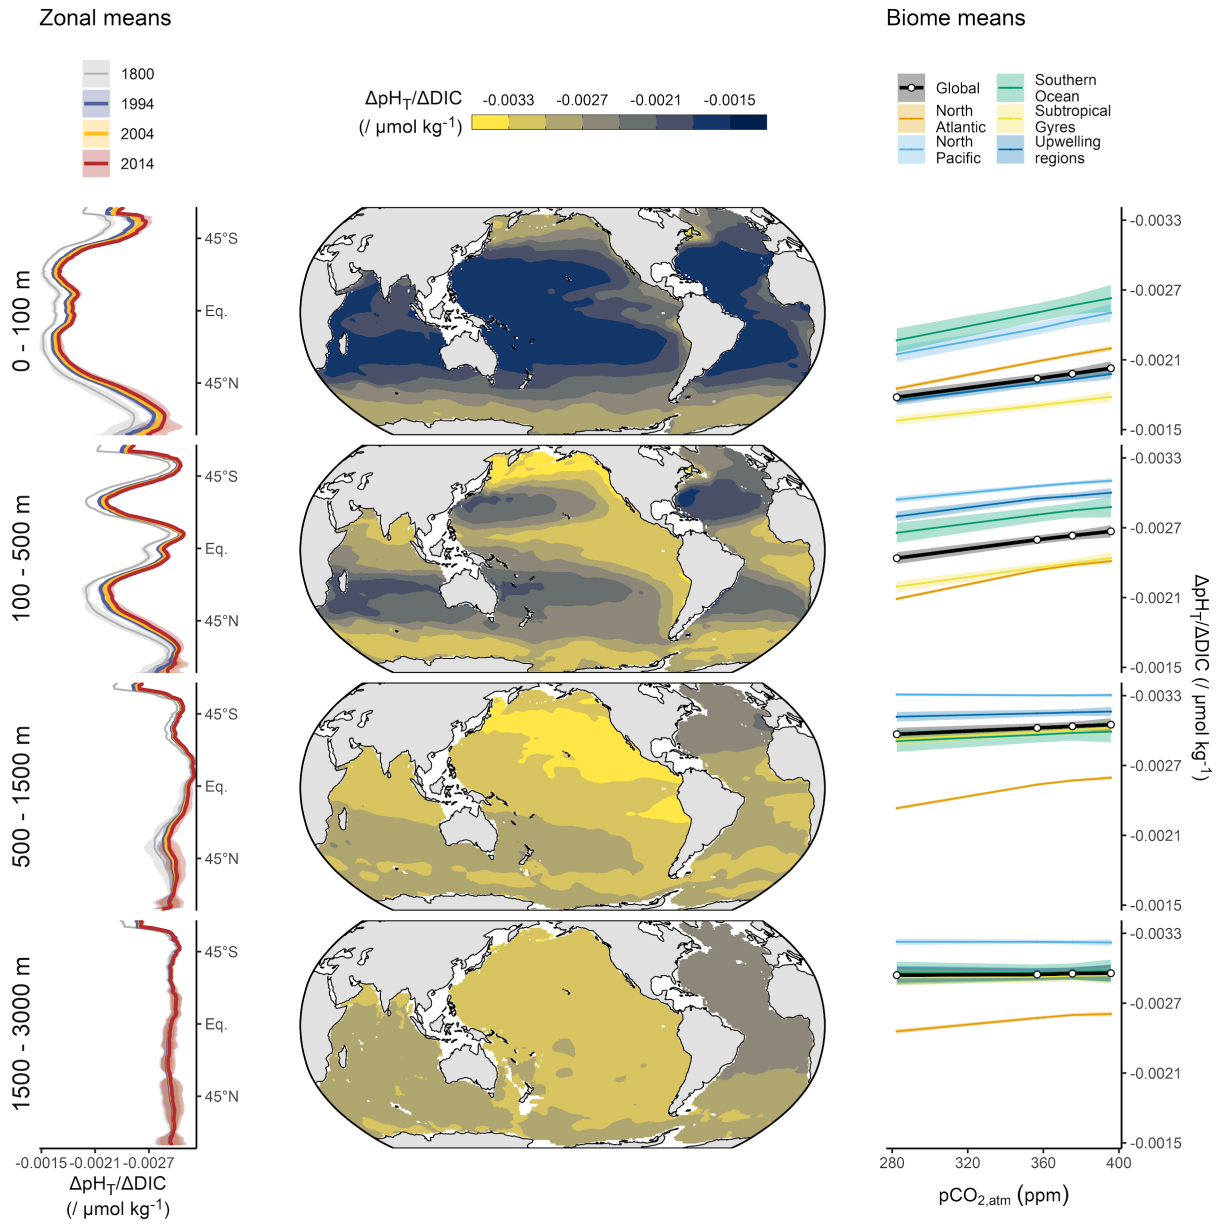 Zonal means
Biome means
1800
1994
2004
2014
ΔpH_T/ΔDIC
(/ µmol kg⁻¹)
-0.0033 -0.0027 -0.0021 -0.0015
Global
North
Atlantic
North
Pacific
Southern
Ocean
Subtropical
Gyres
Upwelling
regions
0 - 100 m
45°S
Eq.
45°N
-0.0033
-0.0027
-0.0021
-0.0015
100 - 500 m
45°S
Eq.
45°N
-0.0033
-0.0027
-0.0021
-0.0015
500 - 1500 m
45°S
Eq.
45°N
-0.0033
-0.0027
-0.0021
-0.0015
1500 - 3000 m
45°S
Eq.
45°N
-0.0033
-0.0027
-0.0021
-0.0015
ΔpH_T/ΔDIC (/ µmol kg⁻¹)
-0.0015 -0.0021 -0.0027
ΔpH_T/ΔDIC
(/ µmol kg⁻¹)
280 320 360 400
pCO₂,atm (ppm)